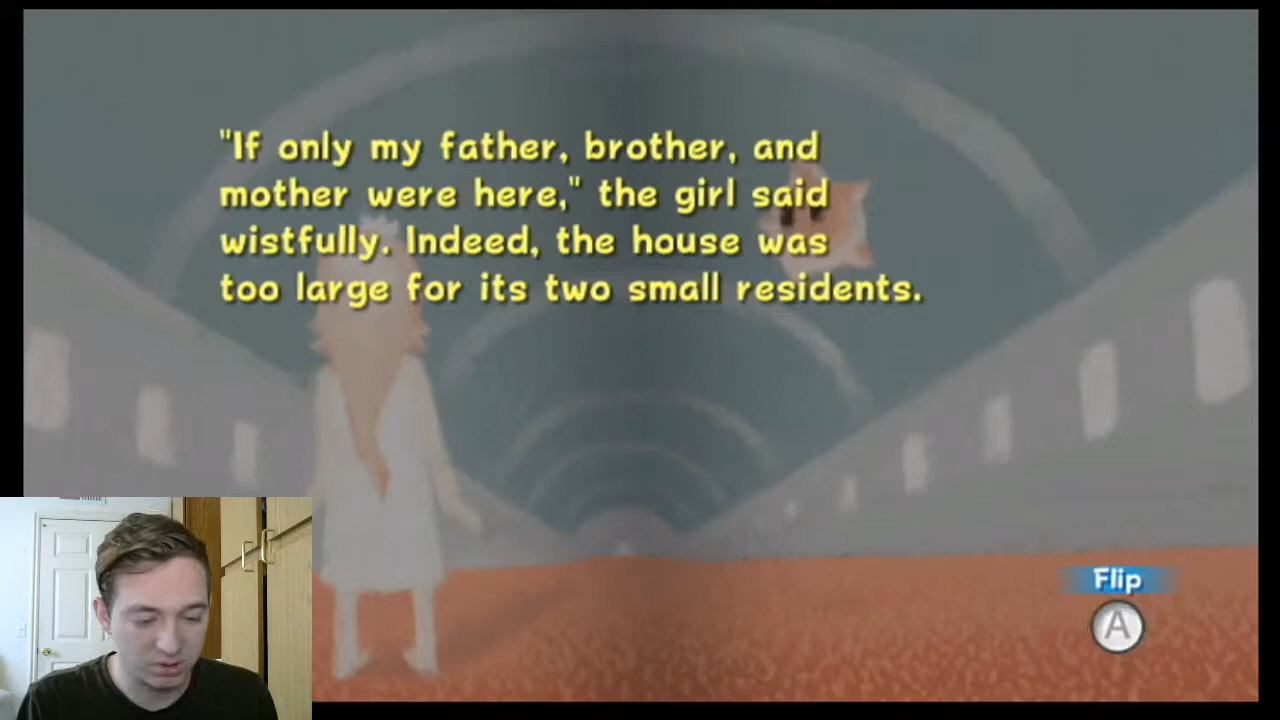 "If only my father, brother, and
mother were here," the girl said
wistfully. Indeed, the house was
too large for its two small residents.
Flip
A